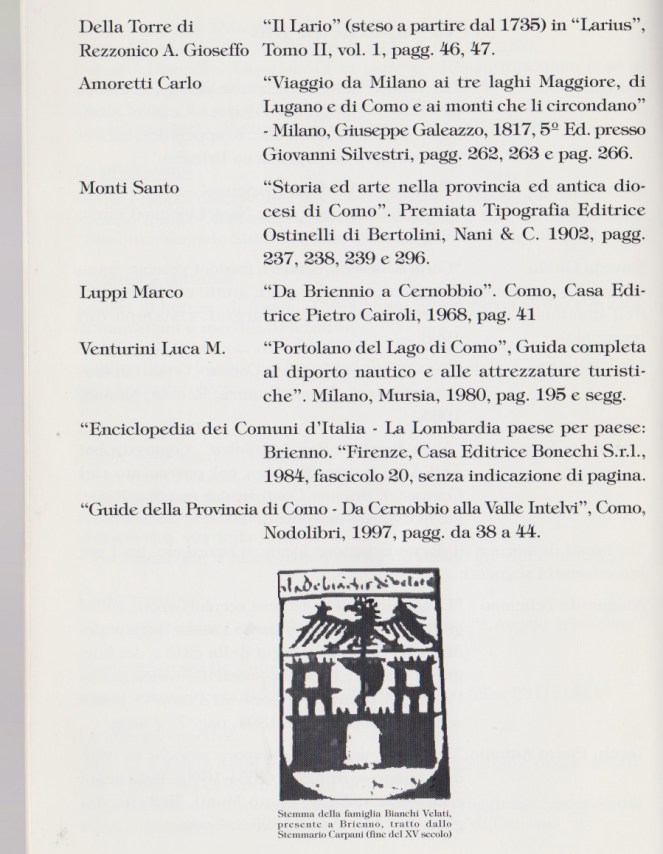 Della Torre di “Il Lario” (steso a partire dal 1735) in “Larius”,
Rezzonico A. Gioseffo Tomo II, vol. 1, pagg. 46, 47.
Amoretti Carlo “Viaggio da Milano ai tre laghi Maggiore, di
Lugano e di Como e ai monti che li circondano”
- Milano, Giuseppe Galeazzo, 1817, 5º Ed. presso
Giovanni Silvestri, pagg. 262, 263 e pag. 266.
Monti Santo “Storia ed arte nella provincia ed antica dio-
cesi di Como”. Premiata Tipografia Editrice
Ostinelli di Bertolini, Nani & C. 1902, pagg.
237, 238, 239 e 296.
Luppi Marco “Da Briennio a Cernobbio”. Como, Casa Edi-
trice Pietro Cairoli, 1968, pag. 41
Venturini Luca M. “Portolano del Lago di Como”, Guida completa
al diporto nautico e alle attrezzature turisti-
che”. Milano, Mursia, 1980, pag. 195 e segg.
“Enciclopedia dei Comuni d’Italia - La Lombardia paese per paese:
Brienno. “Firenze, Casa Editrice Bonechi S.r.l.,
1984, fascicolo 20, senza indicazione di pagina.
“Guide della Provincia di Como - Da Cernobbio alla Valle Intelvi”, Como,
Nodolibri, 1997, pagg. da 38 a 44.
Stemma della famiglia Bianchi Velati,
presente a Brienno, tratto dallo
Stemmario Carpani (fine del XV secolo)